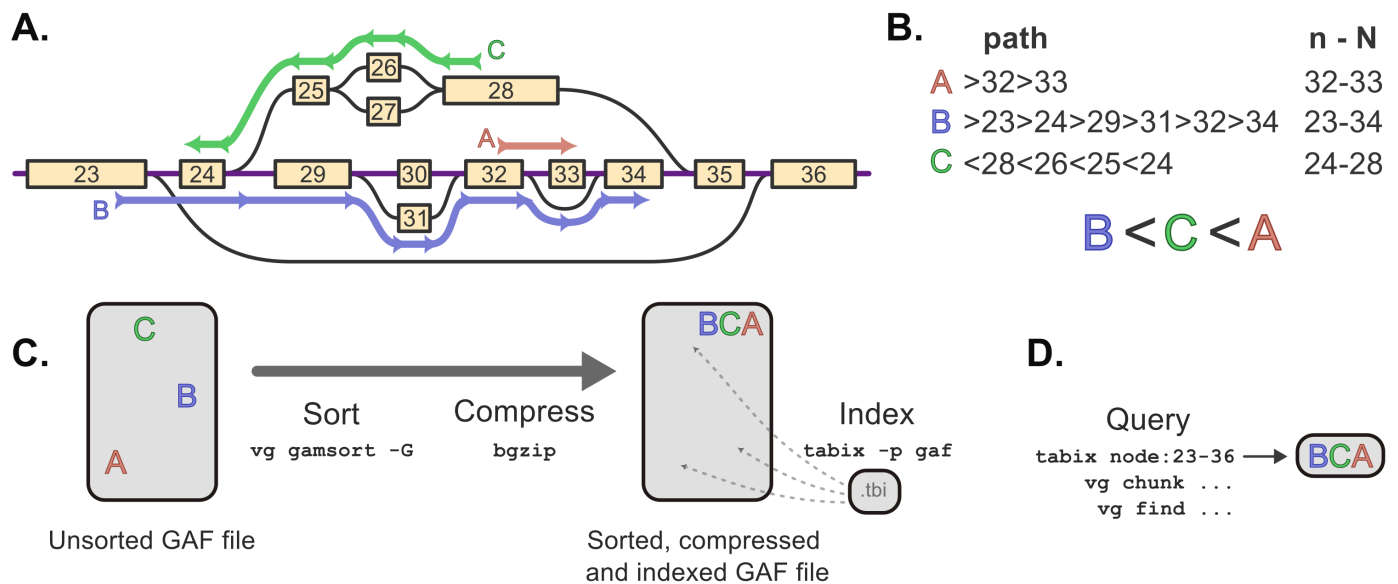 A.
C
26
25
28
27
A
23
24
29
30
32
33
34
35
36
B
31
B.
path n - N
A >32>33 32-33
B >23>24>29>31>32>34 23-34
C <28<26<25<24 24-28
B < C < A
C.
C
B
A
Unsorted GAF file
Sort
vg gamsort -G
Compress
bgzip
BCA
Sorted, compressed
and indexed GAF file
Index
tabix -p gaf
.tbi
D.
Query
tabix node:23-36
vg chunk ...
vg find ...
BCA